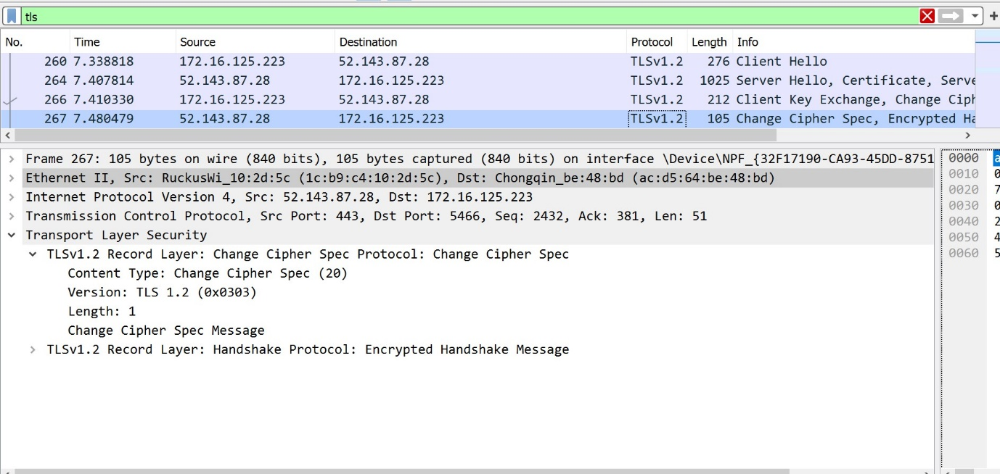 tls
No. Time Source Destination Protocol Length Info
260 7.338818 172.16.125.223 52.143.87.28 TLSv1.2 276 Client Hello
264 7.407814 52.143.87.28 172.16.125.223 TLSv1.2 1025 Server Hello, Certificate, Serve
266 7.410330 172.16.125.223 52.143.87.28 TLSv1.2 212 Client Key Exchange, Change Ciph
267 7.480479 52.143.87.28 172.16.125.223 TLSv1.2 105 Change Cipher Spec, Encrypted Ha
Frame 267: 105 bytes on wire (840 bits), 105 bytes captured (840 bits) on interface \Device\NPF_{32F17190-CA93-45DD-8751
Ethernet II, Src: RuckusWi_10:2d:5c (1c:b9:c4:10:2d:5c), Dst: Chongqin_be:48:bd (ac:d5:64:be:48:bd)
Internet Protocol Version 4, Src: 52.143.87.28, Dst: 172.16.125.223
Transmission Control Protocol, Src Port: 443, Dst Port: 5466, Seq: 2432, Ack: 381, Len: 51
Transport Layer Security
TLSv1.2 Record Layer: Change Cipher Spec Protocol: Change Cipher Spec
Content Type: Change Cipher Spec (20)
Version: TLS 1.2 (0x0303)
Length: 1
Change Cipher Spec Message
TLSv1.2 Record Layer: Handshake Protocol: Encrypted Handshake Message
0000 a
0010 0
0020 7
0030 0
0040 2
0050 4
0060 5